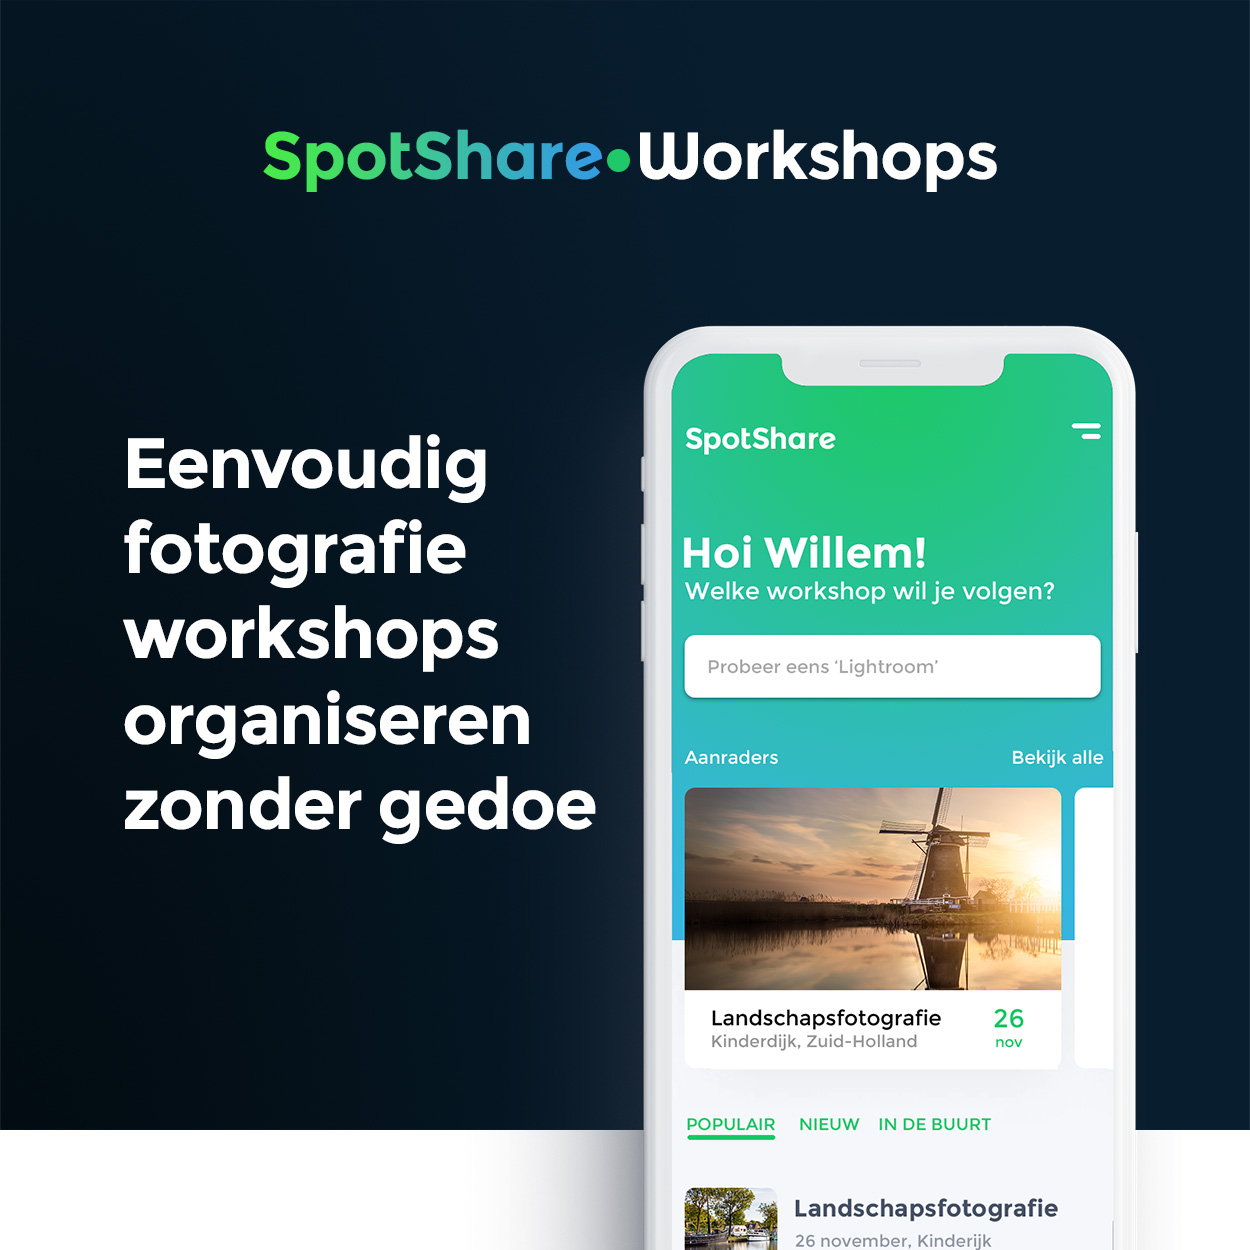 SpotShare•Workshops
Eenvoudig
fotografie
workshops
organiseren
zonder gedoe
SpotShare
Hoi Willem!
Welke workshop wil je volgen?
Probeer eens ‘Lightroom’
Aanraders Bekijk alle
Landschapsfotografie 26
Kinderdijk, Zuid-Holland nov
POPULAIR NIEUW IN DE BUURT
Landschapsfotografie
26 november, Kinderijk